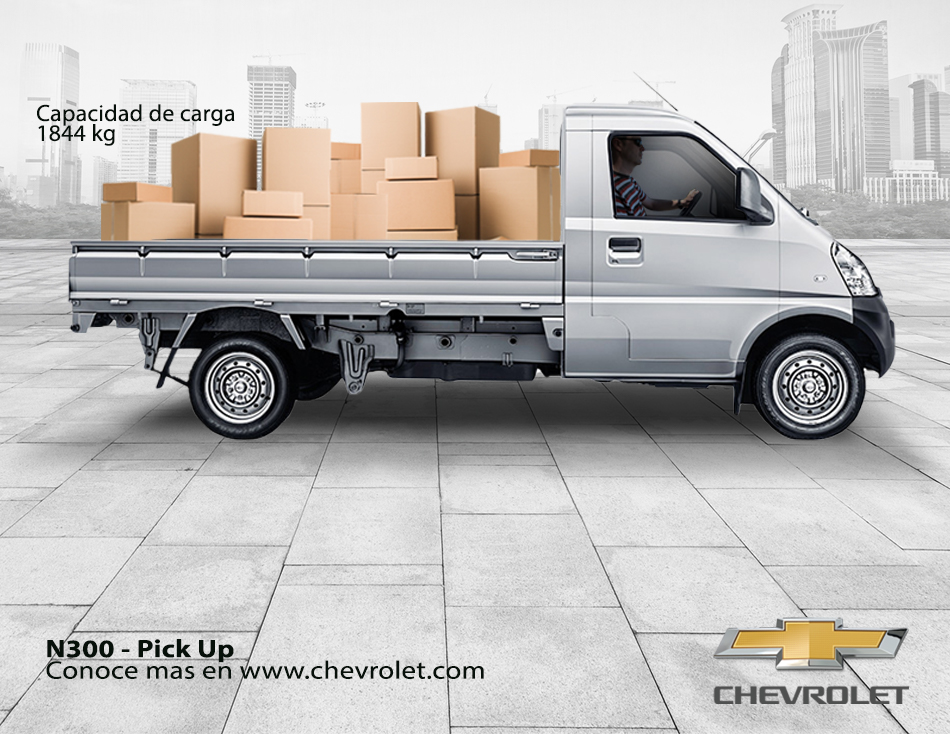 Capacidad de carga
1844 kg
N300 - Pick Up
Conoce mas en www.chevrolet.com
CHEVROLET